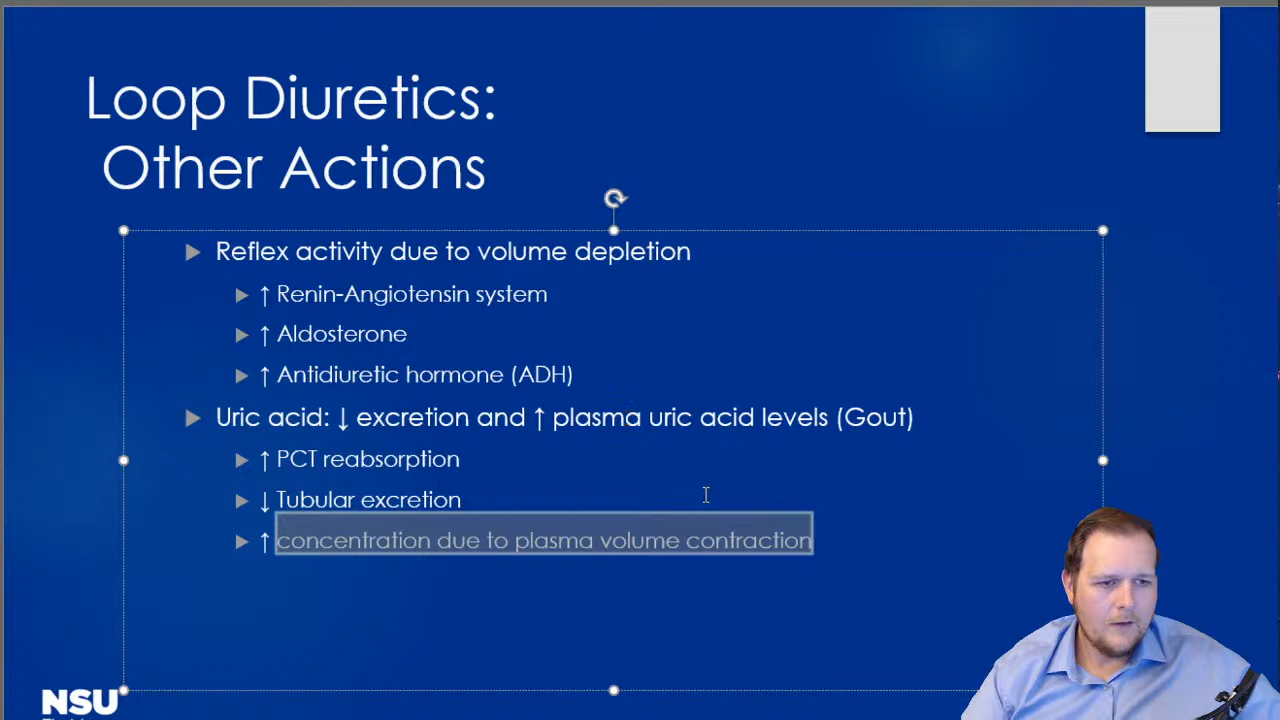 Loop Diuretics:
Other Actions
Reflex activity due to volume depletion
↑ Renin-Angiotensin system
↑ Aldosterone
↑ Antidiuretic hormone (ADH)
Uric acid: ↓ excretion and ↑ plasma uric acid levels (Gout)
↑ PCT reabsorption
↓ Tubular excretion
↑ concentration due to plasma volume contraction
NSU